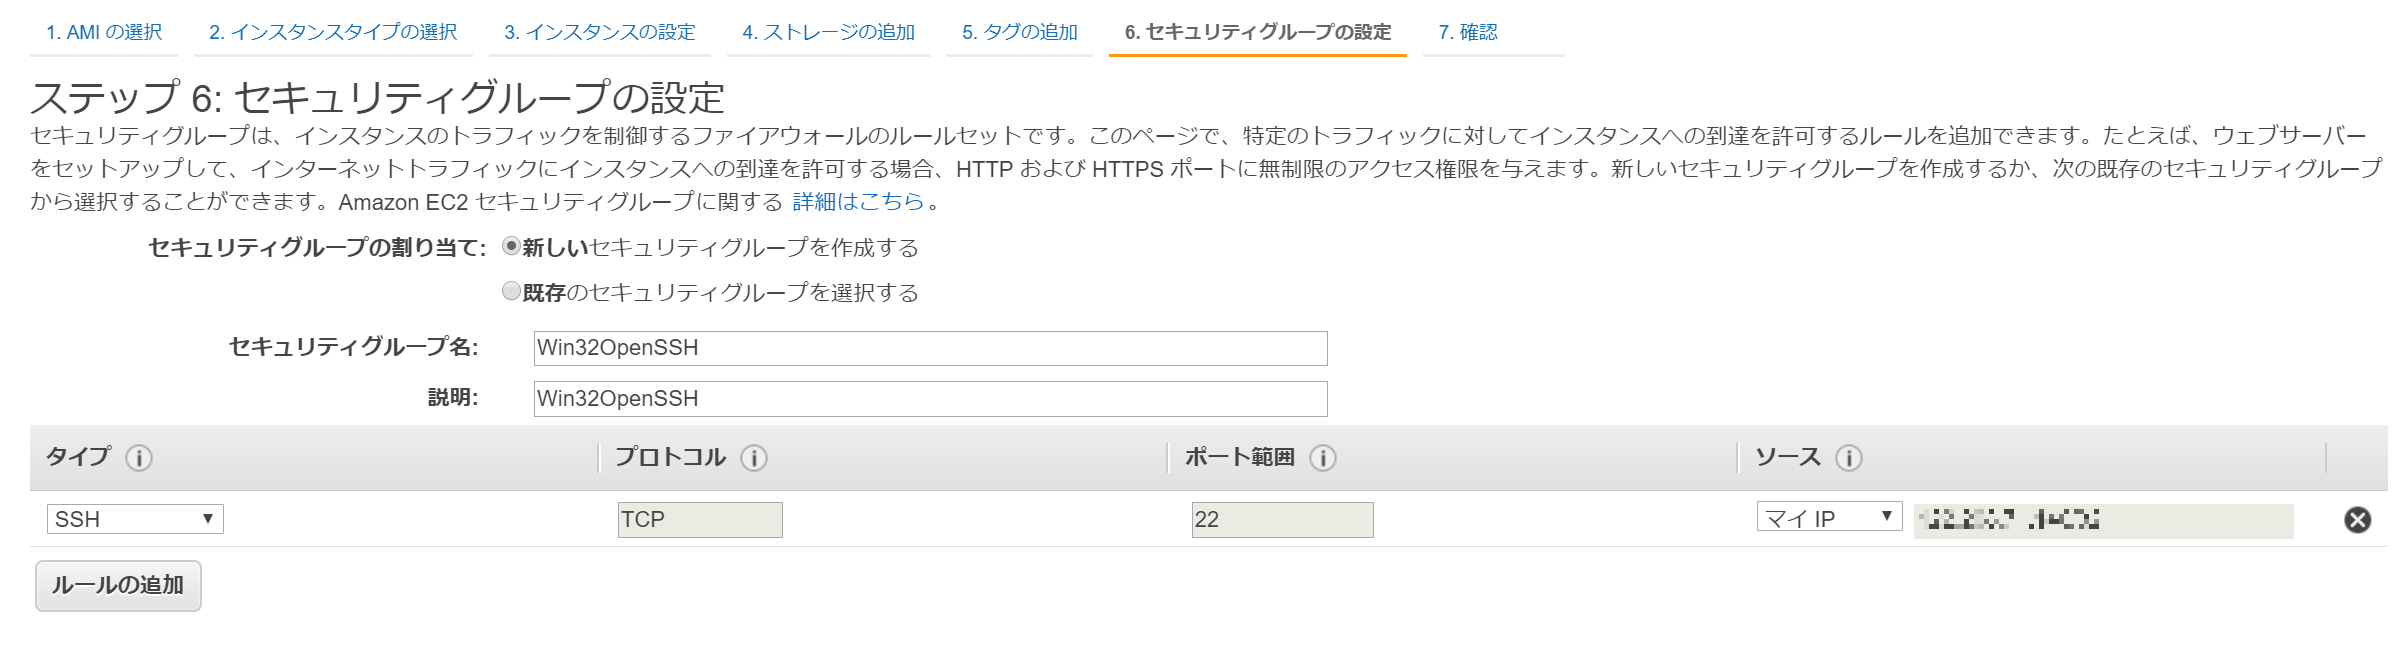 1. AMI の選択 2. インスタンスタイプの選択 3. インスタンスの設定 4. ストレージの追加 5. タグの追加 6. セキュリティグループの設定 7. 確認
ステップ 6: セキュリティグループの設定
セキュリティグループは、インスタンスのトラフィックを制御するファイアウォールのルールセットです。このページで、特定のトラフィックに対してインスタンスへの到達を許可するルールを追加できます。たとえば、ウェブサーバー
をセットアップして、インターネットトラフィックにインスタンスへの到達を許可する場合、HTTP および HTTPS ポートに無制限のアクセス権限を与えます。新しいセキュリティグループを作成するか、次の既存のセキュリティグループ
から選択することができます。Amazon EC2 セキュリティグループに関する 詳細はこちら 。
セキュリティグループの割り当て: 新しいセキュリティグループを作成する
既存のセキュリティグループを選択する
セキュリティグループ名: Win32OpenSSH
説明: Win32OpenSSH
タイプ プロトコル ポート範囲 ソース
SSH TCP 22 マイ IP
ルールの追加